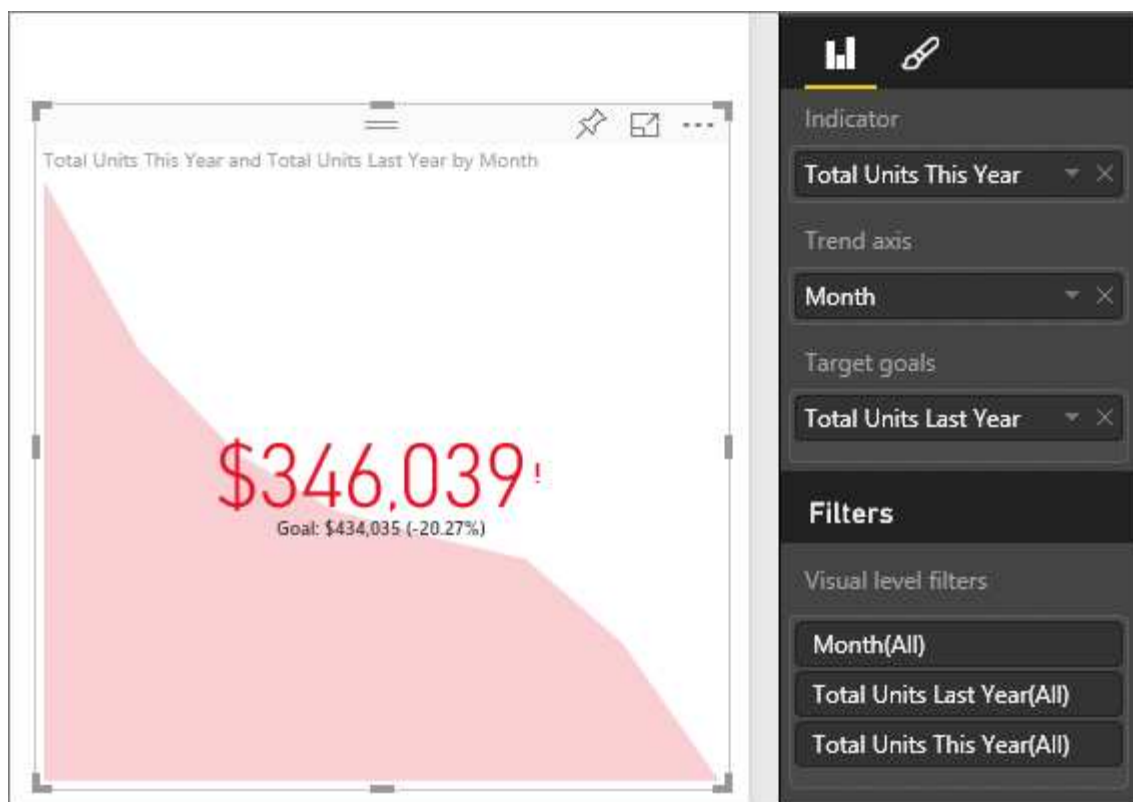 Total Units This Year and Total Units Last Year by Month
$346,039!
Goal: $434,035 (-20.27%)
Indicator
Total Units This Year
Trend axis
Month
Target goals
Total Units Last Year
Filters
Visual level filters
Month(All)
Total Units Last Year(All)
Total Units This Year(All)